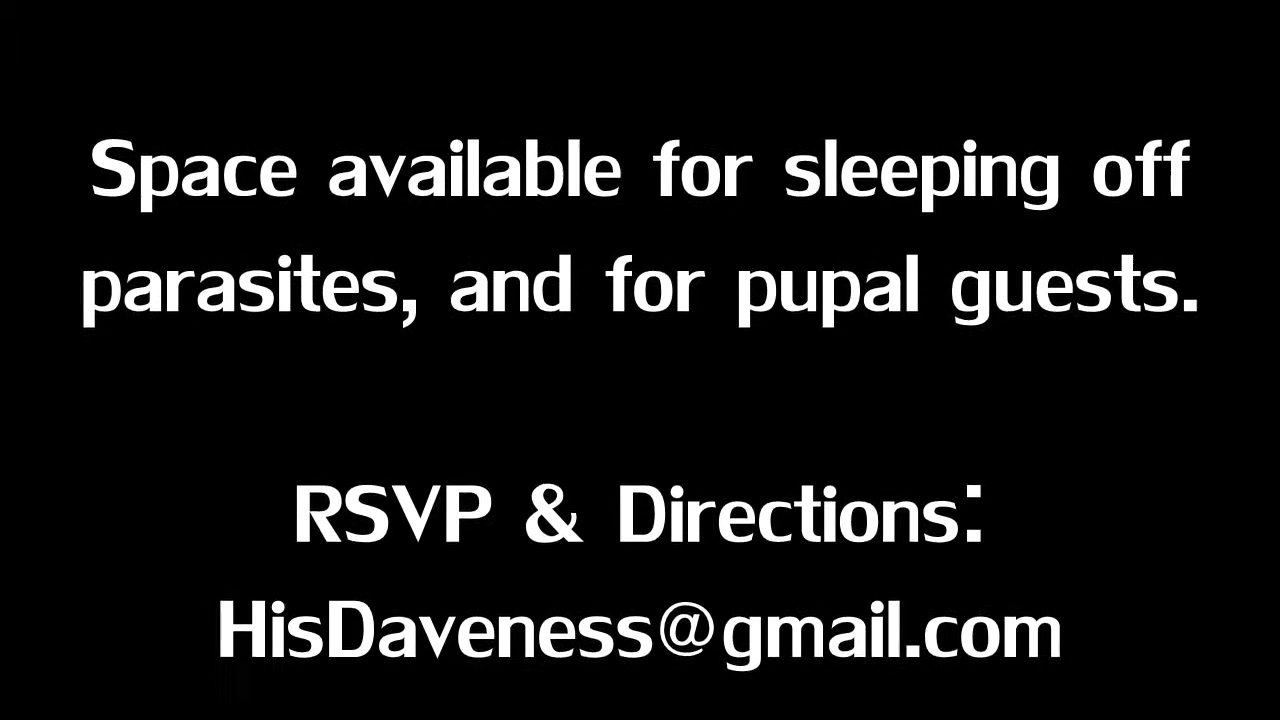 Space available for sleeping off
parasites, and for pupal guests.
RSVP & Directions:
HisDaveness@gmail.com